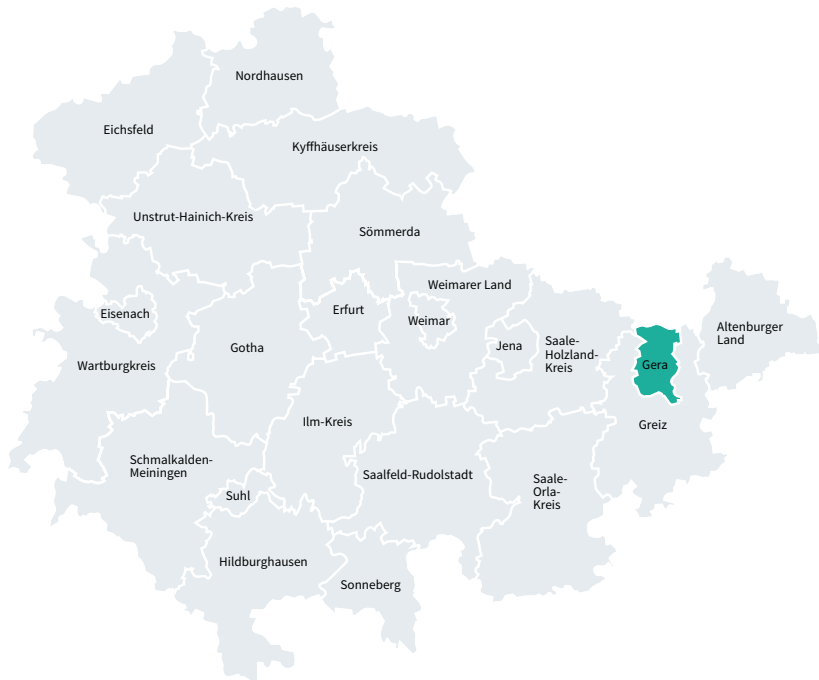 Nordhausen
Eichsfeld
Kyffhäuserkreis
Unstrut-Hainich-Kreis
Sömmerda
Weimarer Land
Eisenach
Erfurt
Weimar
Altenburger
Land
Gotha
Jena
Saale-
Holzland-
Kreis
Wartburgkreis
Gera
Ilm-Kreis
Greiz
Schmalkalden-
Meiningen
Saalfeld-Rudolstadt
Saale-
Orla-
Kreis
Suhl
Hildburghausen
Sonneberg